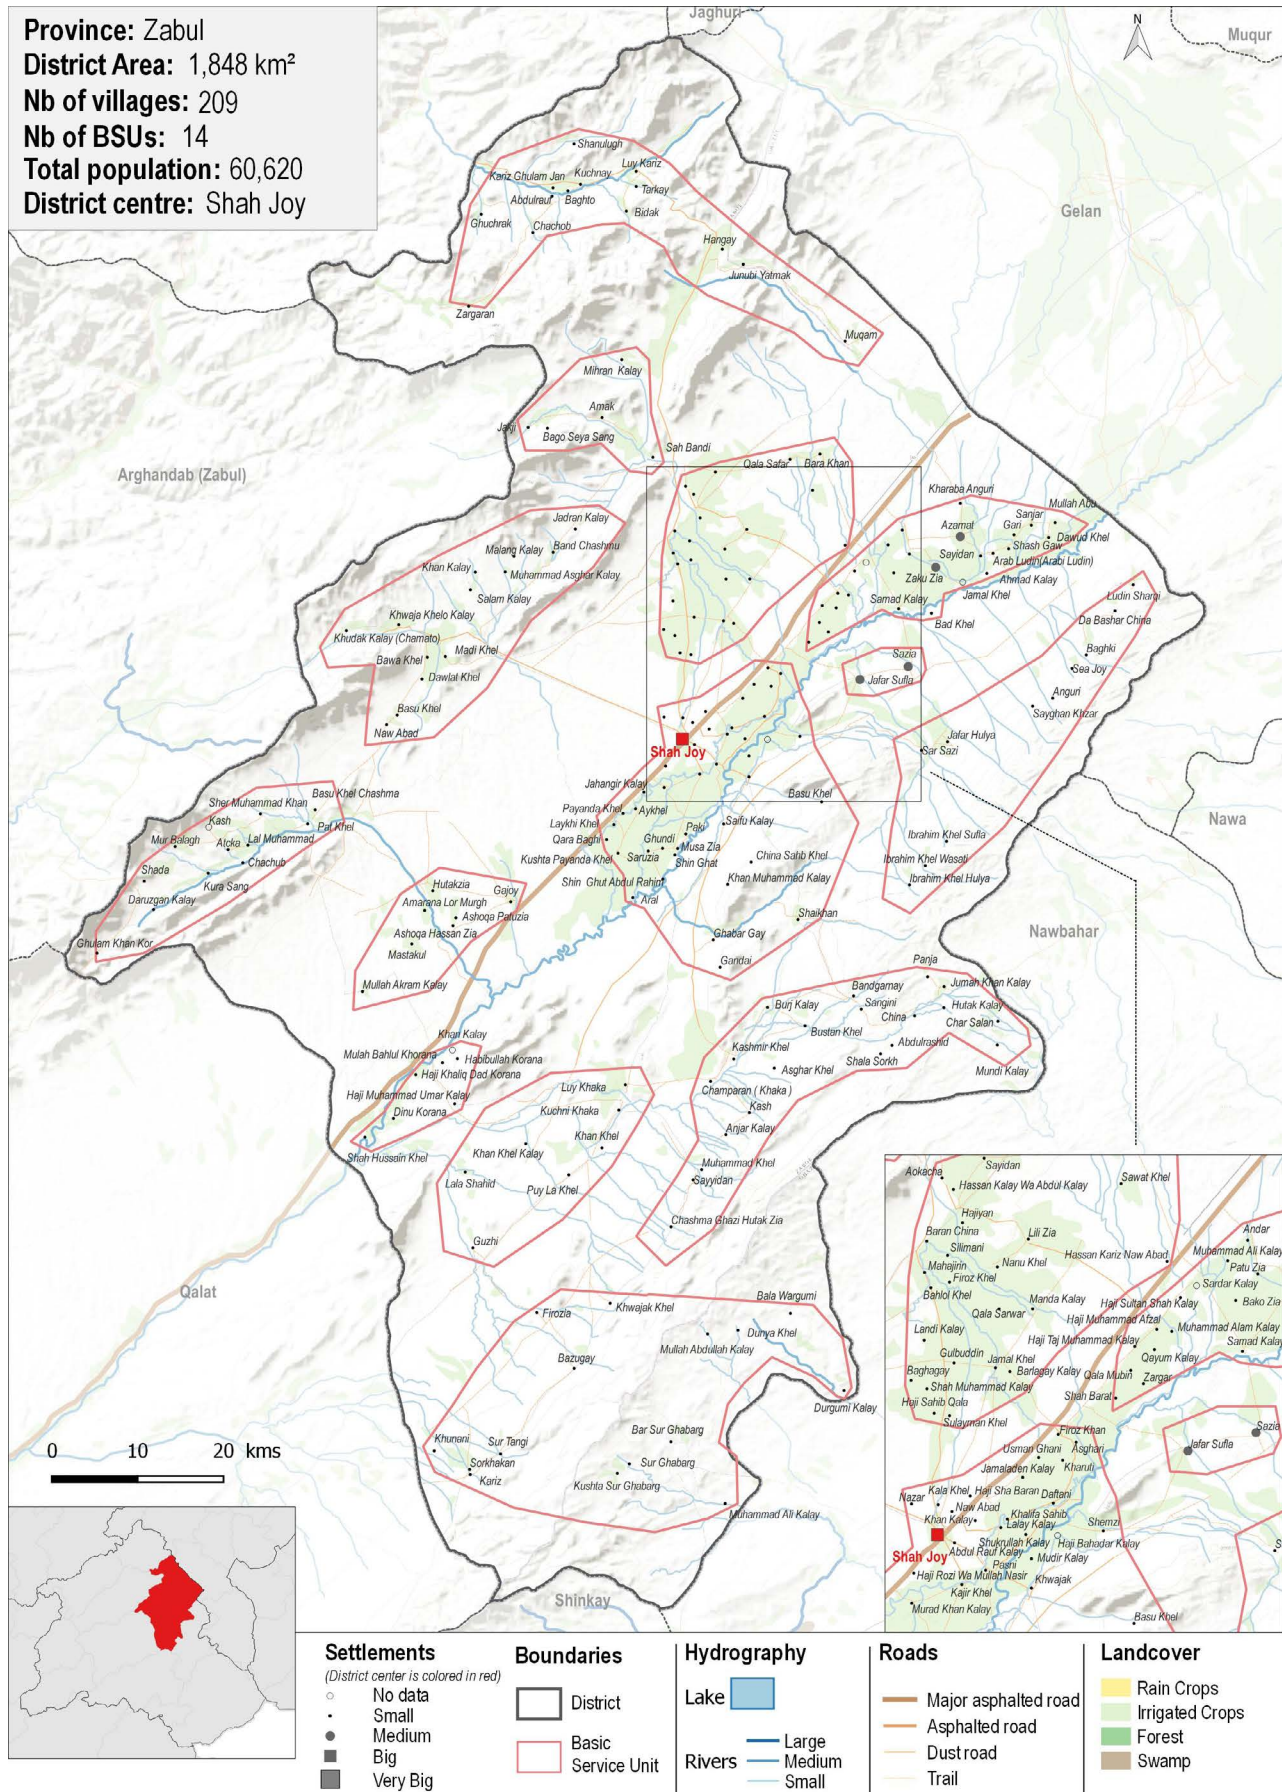 Province: Zabul
District Area: 1,848 km²
Nb of villages: 209
Nb of BSUs: 14
Total population: 60,620
District centre: Shah Joy
Jaghuri
Muqur
N
Gelan
Arghandab (Zabul)
Nawa
Nawbahar
Qalat
Shinkay
Shanulugh
Luy Kariz
Kariz Ghulam Jan
Kuchnay
Tarkay
Abdulrauf
Baghto
Bidak
Ghuchrak
Chachob
Hangay
Junubi Yatmak
Zargaran
Muqam
Mihran Kalay
Amak
Jakji
Bago Seya Sang
Sah Bandi
Qala Safar
Bara Khan
Kharaba Anguri
Mullah Abu
Sanjar
Azamat
Gari
Dawud Khel
Shash Gaw
Sayidan
Arab Ludin(Arabi Ludin)
Zaku Zia
Ahmad Kalay
Jamal Khel
Samad Kalay
Bad Khel
Ludin Shargi
Da Bashar China
Baghki
Sea Joy
Anguri
Sayghan Khzar
Sazia
Jafar Sufla
Jafar Hulya
Sar Sazi
Ibrahim Khel Sufla
Ibrahim Khel Wasati
Ibrahim Khel Hulya
Jadran Kalay
Malang Kalay
Band Chashmu
Khan Kalay
Muhammad Asghar Kalay
Salam Kalay
Khwaja Khelo Kalay
Khudak Kalay (Chamato)
Madi Khel
Bawa Khel
Dawlat Khel
Basu Khel
Naw Abad
Shah Joy
Jahangir Kalay
Basu Khel
Payanda Khel
Aykhel
Laykhi Khel
Saifu Kalay
Paki
Qara Baghi
Ghundi
Musa Zia
Kushta Payanda Khel
Saruzia
Shin Ghat
China Sahb Khel
Shin Ghut Abdul Rahim
Khan Muhammad Kalay
Aral
Shaikhan
Ghabar Gay
Gandai
Basu Khel Chashma
Sher Muhammad Khan
Kash
Pat Khel
Mur Balagh
Atcka
Lal Muhammad
Chachub
Shada
Kura Sang
Daruzgan Kalay
Ghulam Khan Kor
Hutakzia
Gajoy
Amarana Lor Murgh
Ashoqa Patuzia
Ashoqa Hassan Zia
Mastakul
Mullah Akram Kalay
Khan Kalay
Mulah Bahlul Khorana
Habibullah Korana
Haji Khaliq Dad Korana
Haji Muhammad Umar Kalay
Dinu Korana
Shah Hussain Khel
Panja
Bandgamay
Jumah Khan Kalay
Burj Kalay
Sangini
Hutak Kalay
China
Bustan Khel
Char Salan
Kashmir Khel
Abdulrashid
Shala Sorkh
Asghar Khel
Mundi Kalay
Champaran ( Khaka )
Kash
Anjar Kalay
Muhammad Khel
Sayyidan
Chashma Ghazi Hutak Zia
Luy Khaka
Kuchni Khaka
Khan Khel
Khan Khel Kalay
Lala Shahid
Puy La Khel
Guzhi
Bala Wargumi
Khwajak Khel
Firozia
Dunya Khel
Mullah Abdullah Kalay
Bazugay
Durgumi Kalay
Khunani
Sur Tangi
Bar Sur Ghabarg
Sorkhakan
Sur Ghabarg
Kariz
Kushta Sur Ghabarg
Muhammad Ali Kalay
Aokacha
Sayidan
Hassan Kalay Wa Abdul Kalay
Sawat Khel
Hajiyan
Baran China
Lili Zia
Andar
Silimani
Hassan Kariz Naw Abad
Muhammad Ali Kalay
Mahajirin
Nanu Khel
Patu Zia
Firoz Khel
Sardar Kalay
Bahlol Khel
Manda Kalay
Haji Sultan Shah Kalay
Bako Zia
Qala Sarwar
Haji Muhammad Afzal
Landi Kalay
Haji Taj Muhammad Kalay
Muhammad Alam Kalay
Samad Kalay
Gulbuddin
Jamal Khel
Qayum Kalay
Baghagay
Barlagay Kalay
Qala Mubin
Zargar
Shah Muhammad Kalay
Shah Barat
Haji Sahib Qala
Sulayman Khel
Firoz Khan
Sazia
Usman Ghani
Asghari
Jafar Sufla
Jamaladen Kalay
Kharuti
Kala Khel
Haji Sha Baran
Daftani
Nazar
Naw Abad
Khalifa Sahib
Khan Kalay
Lalay Kalay
Shemzi
Shukrullah Kalay
Haji Bahadar Kalay
Shah Joy
Abdul Rauf Kalay
Mudir Kalay
Pasni
Haji Rozi Wa Mullah Nasir
Khwajak
Kajir Khel
Murad Khan Kalay
Basu Khel
0 10 20 kms
Settlements
(District center is colored in red)
No data
Small
Medium
Big
Very Big
Boundaries
District
Basic
Service Unit
Hydrography
Lake
Rivers
Large
Medium
Small
Roads
Major asphalted road
Asphalted road
Dust road
Trail
Landcover
Rain Crops
Irrigated Crops
Forest
Swamp